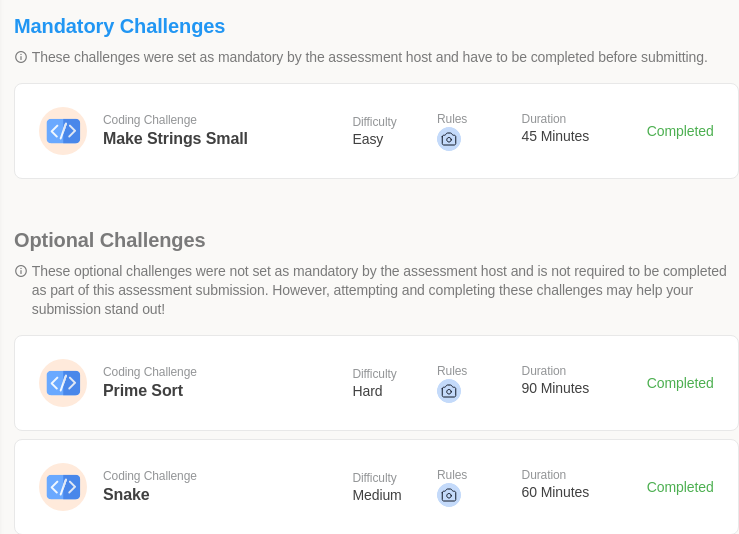 Mandatory Challenges
These challenges were set as mandatory by the assessment host and have to be completed before submitting.
Coding Challenge
Make Strings Small
Difficulty
Easy
Rules
Duration
45 Minutes
Completed
Optional Challenges
These optional challenges were not set as mandatory by the assessment host and is not required to be completed
as part of this assessment submission. However, attempting and completing these challenges may help your
submission stand out!
Coding Challenge
Prime Sort
Difficulty
Hard
Rules
Duration
90 Minutes
Completed
Coding Challenge
Snake
Difficulty
Medium
Rules
Duration
60 Minutes
Completed